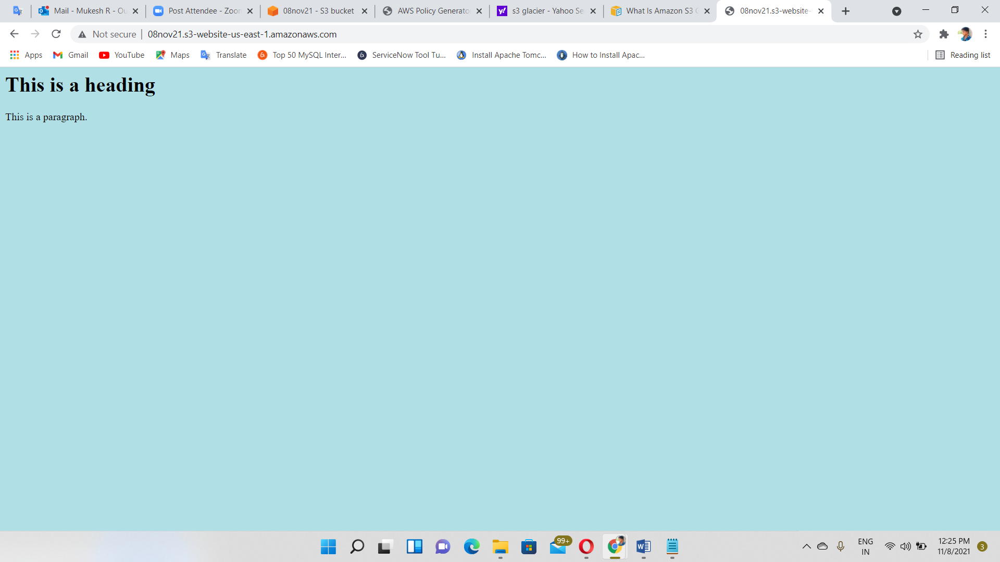 Mail - Mukesh R - Ou
Post Attendee - Zoom
08nov21 - S3 bucket
AWS Policy Generato
s3 glacier - Yahoo Se
What Is Amazon S3 G
08nov21.s3-website-
Not secure | 08nov21.s3-website-us-east-1.amazonaws.com
Apps Gmail YouTube Maps Translate Top 50 MySQL Inter... ServiceNow Tool Tu... Install Apache Tomc... How to Install Apac... Reading list
This is a heading
This is a paragraph.
99+
ENG
IN
12:25 PM
11/8/2021
3